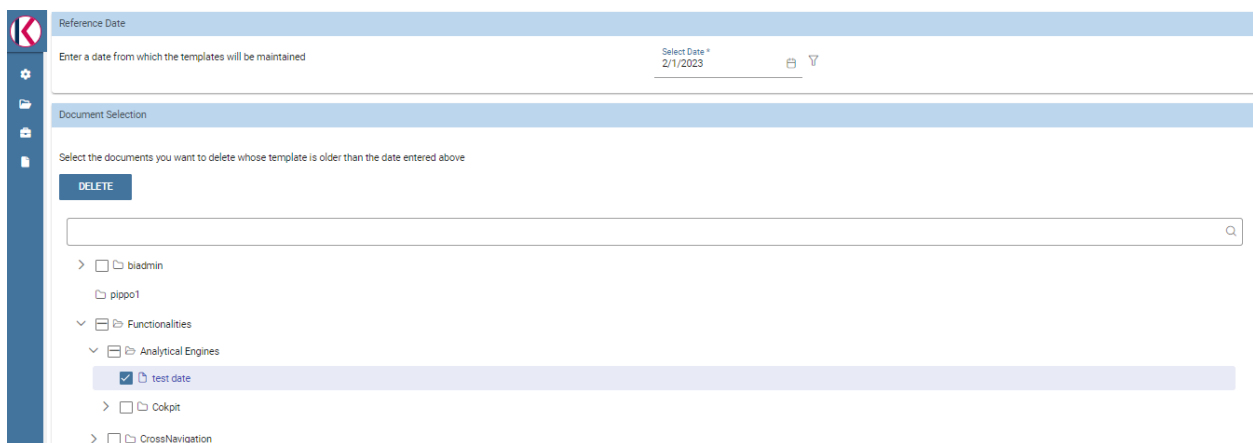 Reference Date
Enter a date from which the templates will be maintained
Select Date *
2/1/2023
Document Selection
Select the documents you want to delete whose template is older than the date entered above
DELETE
biadmin
pippo1
Functionalities
Analytical Engines
test date
Cokpit
CrossNavigation